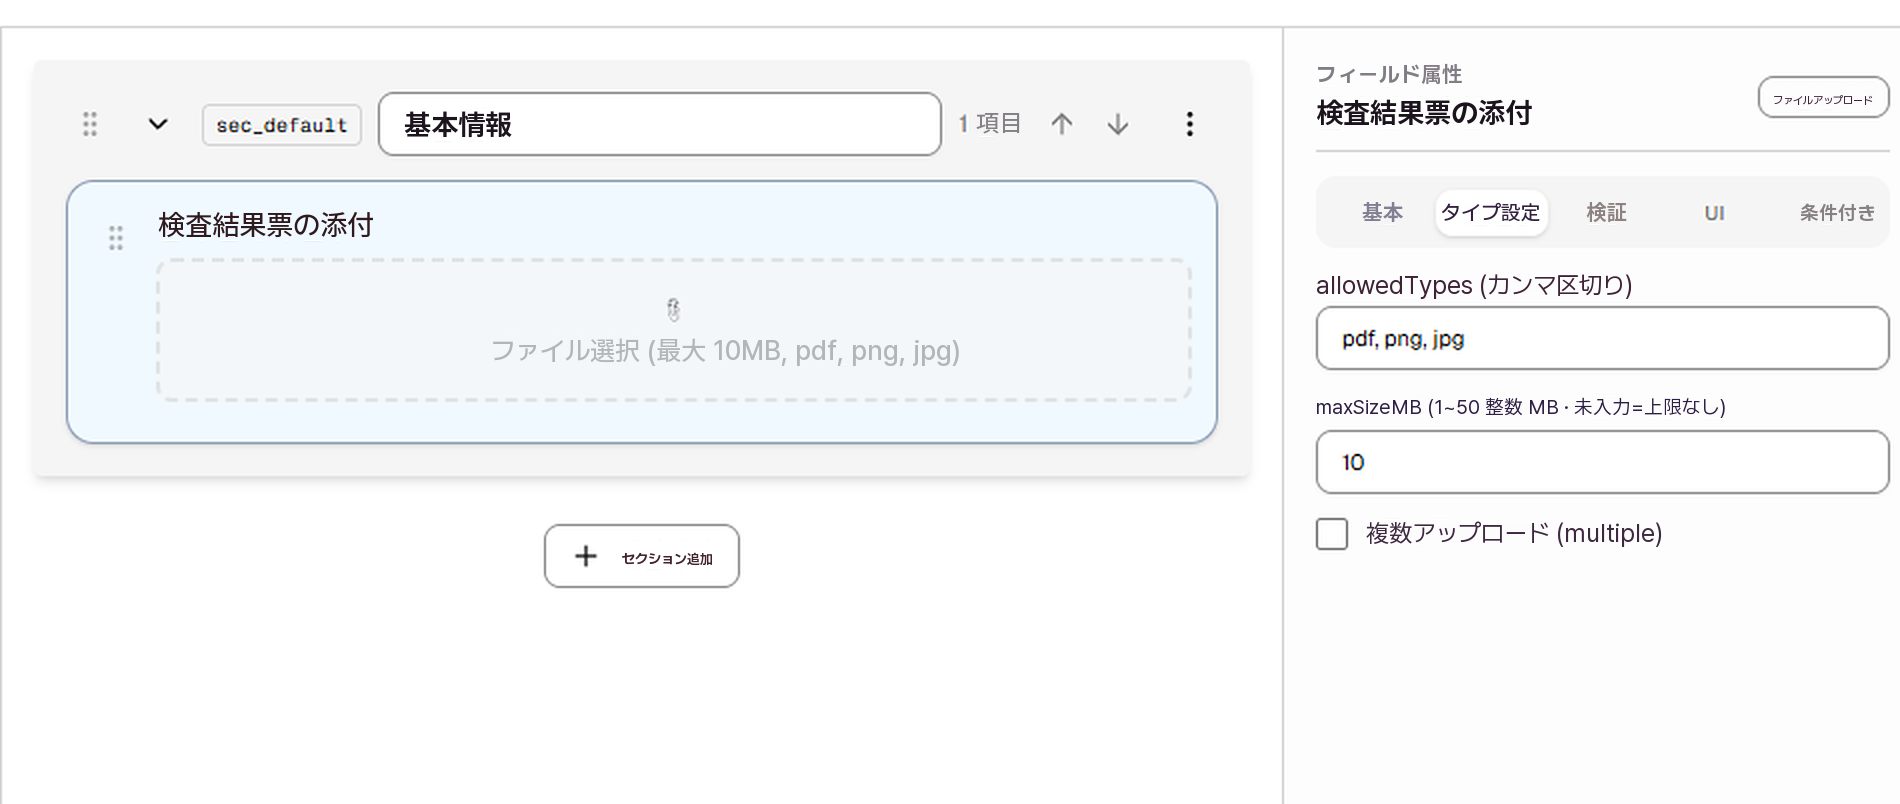 sec_default
基本情報
1 項目
検査結果票の添付
ファイル選択 (最大 10MB, pdf, png, jpg)
セクション追加
フィールド属性
検査結果票の添付
ファイルアップロード
基本 タイプ設定 検証 UI 条件付き
allowedTypes (カンマ区切り)
pdf, png, jpg
maxSizeMB (1~50 整数 MB · 未入力=上限なし)
10
複数アップロード (multiple)